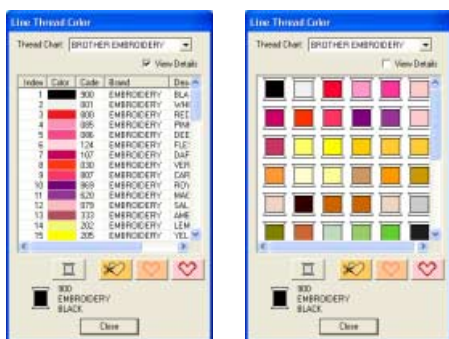 Line Thread Color
Thread Chart: BROTHER EMBROIDERY
View Details
Index Color Code Brand Des
1 900 EMBROIDERY BLA
2 001 EMBROIDERY WHI
3 800 EMBROIDERY RED
4 085 EMBROIDERY PINK
5 086 EMBROIDERY DEE
6 124 EMBROIDERY FLE
7 107 EMBROIDERY DAR
8 030 EMBROIDERY VER
9 807 EMBROIDERY CAR
10 869 EMBROIDERY ROY
11 620 EMBROIDERY MAG
12 079 EMBROIDERY SAL
13 333 EMBROIDERY AMB
14 202 EMBROIDERY LEM
15 205 EMBROIDERY YEL
900
EMBROIDERY
BLACK
Close
Line Thread Color
Thread Chart: BROTHER EMBROIDERY
View Details
900
EMBROIDERY
BLACK
Close